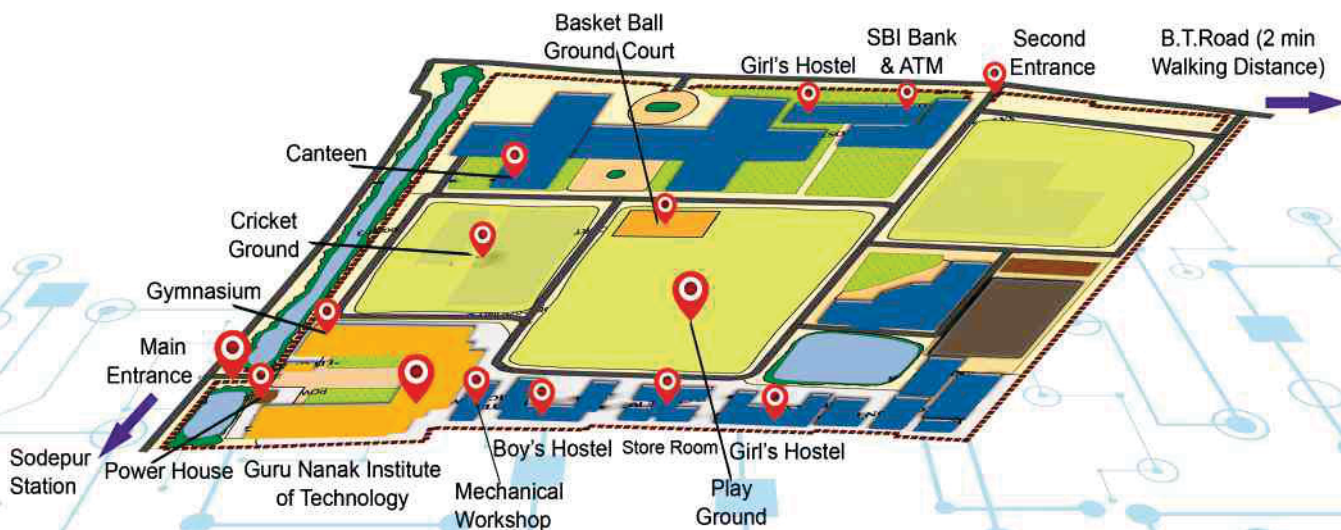 Basket Ball
Ground Court
Girl's Hostel
SBI Bank
& ATM
Second
Entrance
B.T.Road (2 min
Walking Distance)
Canteen
Cricket
Ground
Gymnasium
Main
Entrance
Sodepur
Station
Power House
Guru Nanak Institute
of Technology
Mechanical
Workshop
Boy's Hostel
Store Room
Girl's Hostel
Play
Ground